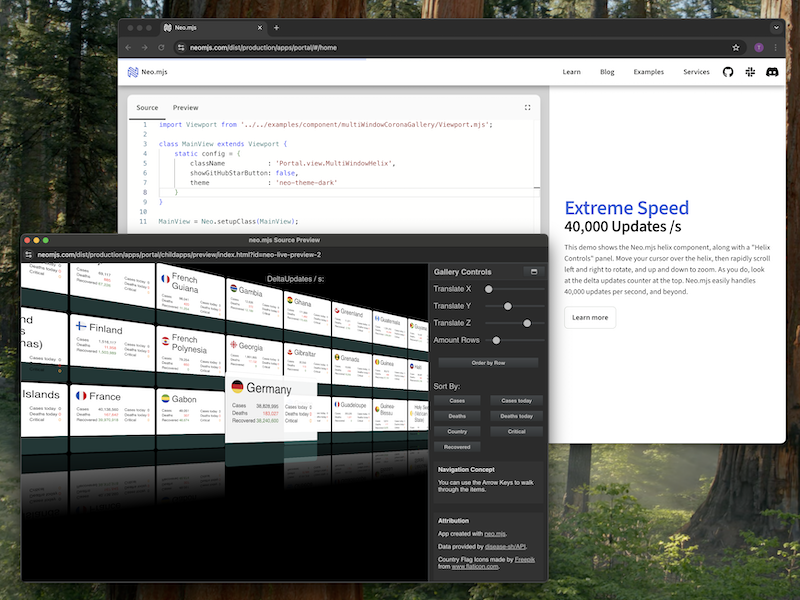 Neo.mjs
neomjs.com/dist/production/apps/portal/#/home
Neo.mjs
Learn
Blog
Examples
Services
Source
Preview
1 import Viewport from '../../examples/component/multiWindowCoronaGallery/Viewport.mjs';
2
3 class MainView extends Viewport {
4 static config = {
5 className : 'Portal.view.MultiWindowHelix',
6 showGitHubStarButton: false,
7 theme : 'neo-theme-dark'
8 }
9 }
10
11 MainView = Neo.setupClass(MainView);
Extreme Speed
40,000 Updates /s
This demo shows the Neo.mjs helix component, along with a "Helix
Controls" panel. Move your cursor over the helix, then rapidly scroll
left and right to rotate, and up and down to zoom. As you do, look
at the delta updates counter at the top. Neo.mjs easily handles
40,000 updates per second, and beyond.
Learn more
neo.mjs Source Preview
neomjs.com/dist/production/apps/portal/childapps/preview/index.html?id=neo-live-preview-2
DeltaUpdates / s:
French
Guiana
Gambia
Ghana
Greenland
Guatemala
Finland
French
Polynesia
Georgia
Gibraltar
Grenada
Guinea
Islands
France
Gabon
Germany
Cases 38,828,995
Deaths 183,027
Recovered 38,240,600
Cases today 0
Deaths today 0
Critical
Guadeloupe
Guinea-
Bissau
Gallery Controls
Translate X
Translate Y
Translate Z
Amount Rows
Order by Row
Sort By:
Cases
Cases today
Deaths
Deaths today
Country
Critical
Recovered
Navigation Concept
You can use the Arrow Keys to walk
through the items.
Attribution
App created with neo.mjs.
Data provided by disease-sh/API.
Country Flag Icons made by Freepik
from www.flaticon.com.